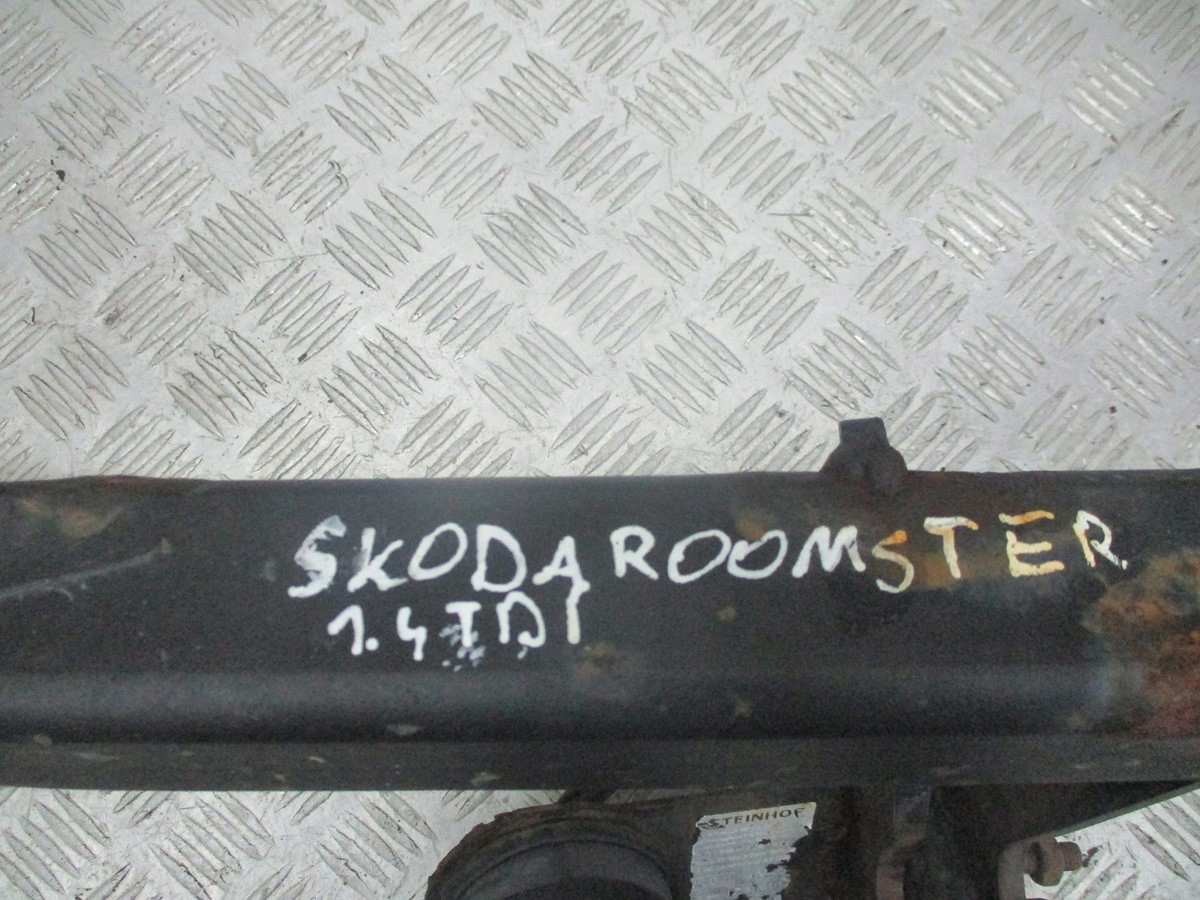 SKODA ROOMSTER
1.4 TDI
STEINHOF